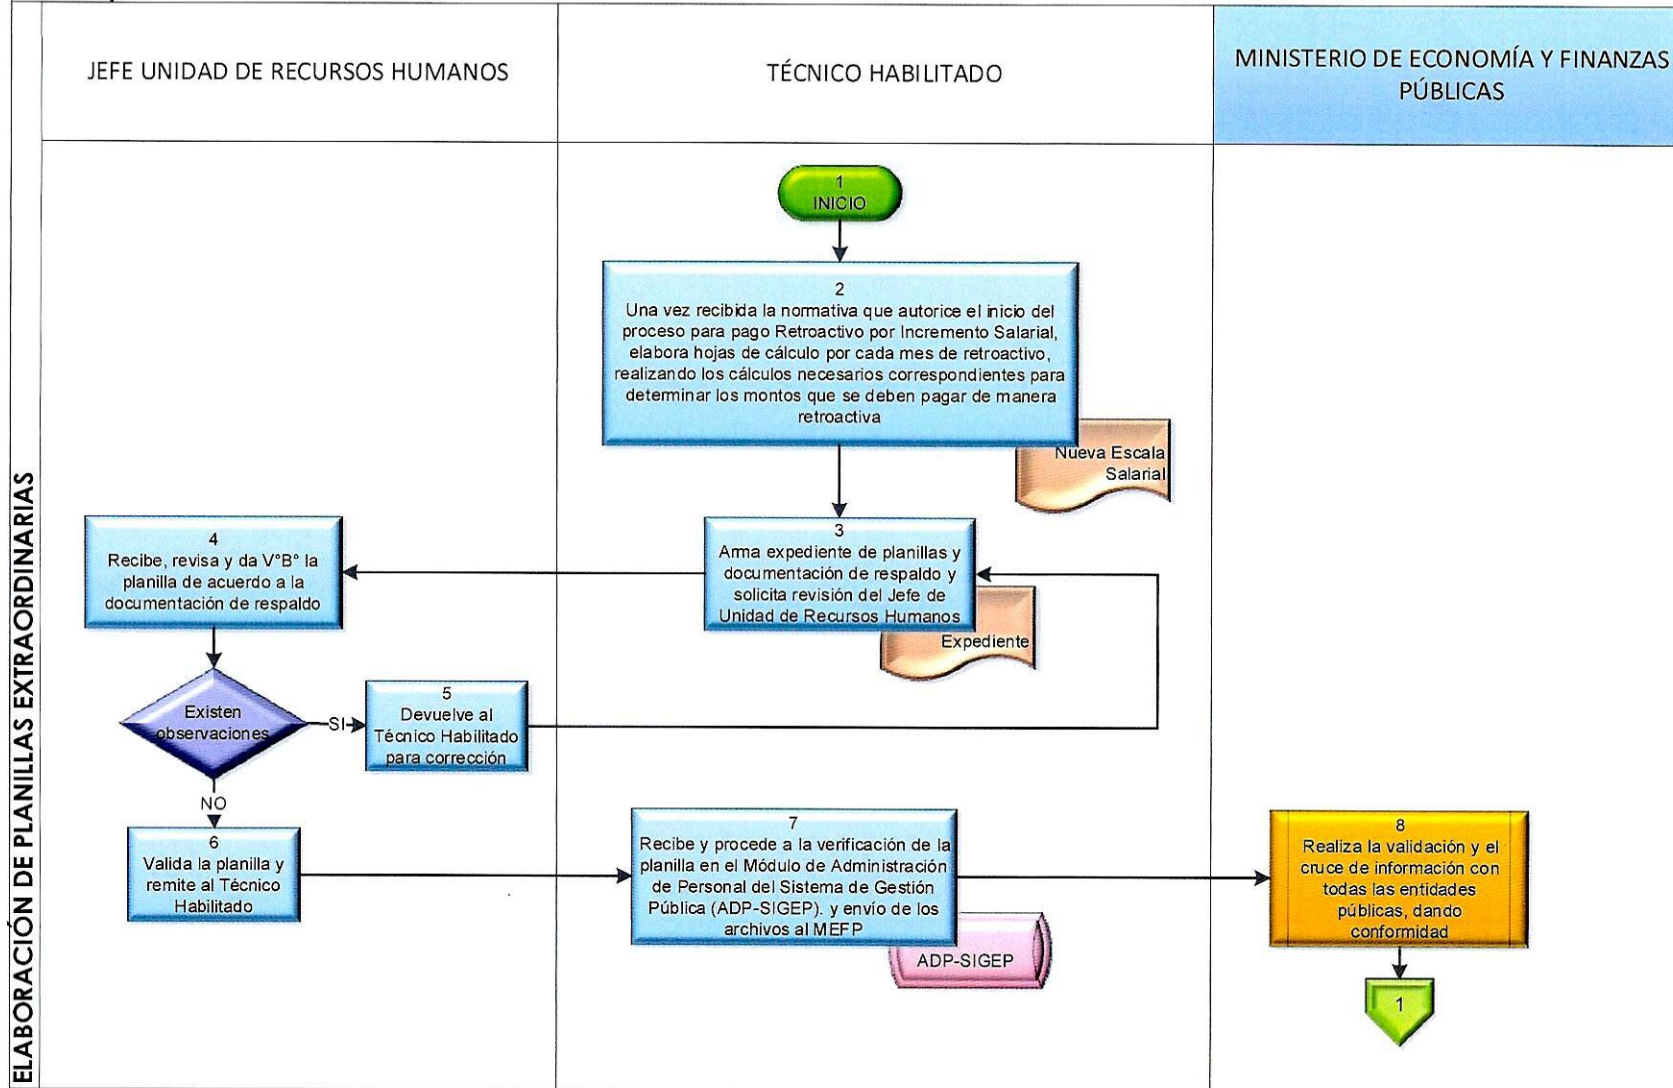 JEFE UNIDAD DE RECURSOS HUMANOS
TÉCNICO HABILITADO
MINISTERIO DE ECONOMÍA Y FINANZAS
PÚBLICAS
ELABORACIÓN DE PLANILLAS EXTRAORDINARIAS
1
INICIO
2
Una vez recibida la normativa que autorice el inicio del
proceso para pago Retroactivo por Incremento Salarial,
elabora hojas de cálculo por cada mes de retroactivo,
realizando los cálculos necesarios correspondientes para
determinar los montos que se deben pagar de manera
retroactiva
Nueva Escala
Salarial
3
Arma expediente de planillas y
documentación de respaldo y
solicita revisión del Jefe de
Unidad de Recursos Humanos
Expediente
4
Recibe, revisa y da V°B° la
planilla de acuerdo a la
documentación de respaldo
Existen
observaciones
SI
5
Devuelve al
Técnico Habilitado
para corrección
NO
6
Valida la planilla y
remite al Técnico
Habilitado
7
Recibe y procede a la verificación de la
planilla en el Módulo de Administración
de Personal del Sistema de Gestión
Pública (ADP-SIGEP). y envío de los
archivos al MEFP
ADP-SIGEP
8
Realiza la validación y el
cruce de información con
todas las entidades
públicas, dando
conformidad
1